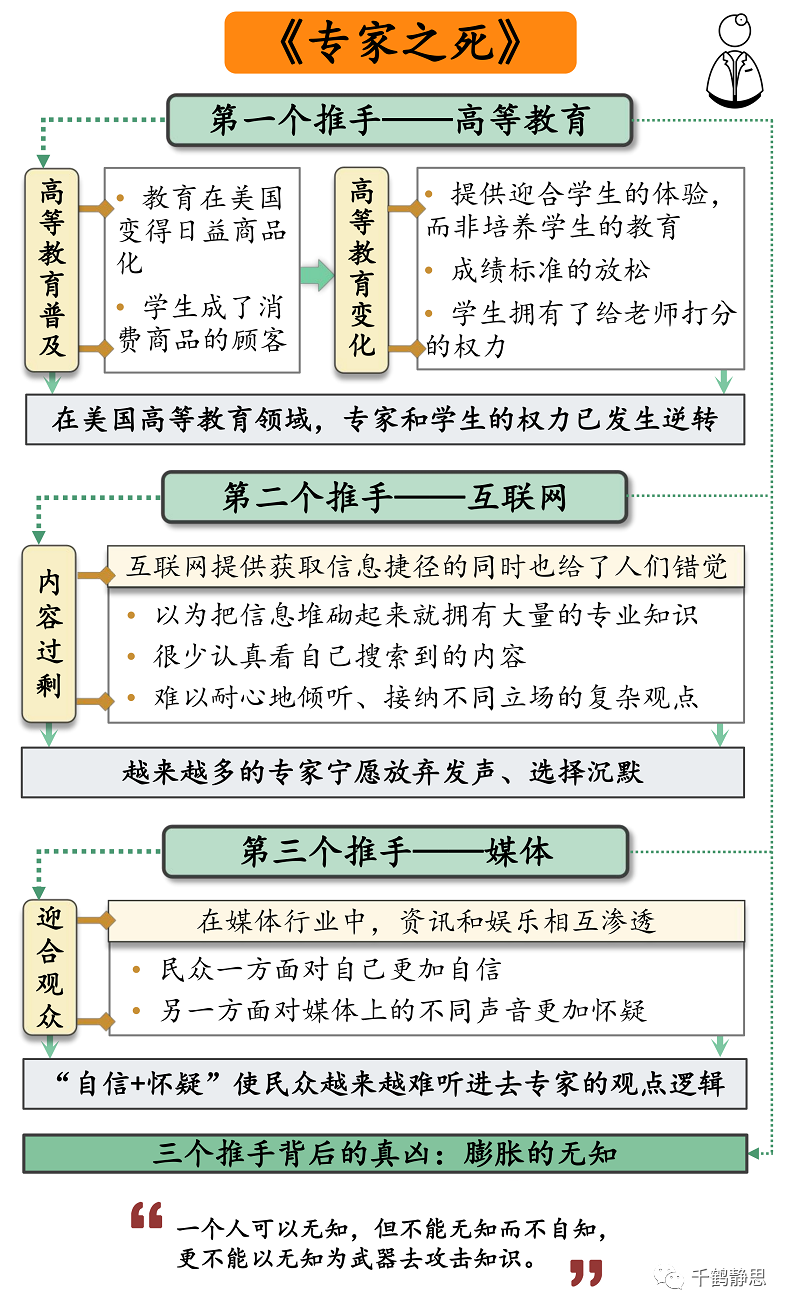 《专家之死》
第一个推手——高等教育
高等教育普及
• 教育在美国
变得日益商品
化
• 学生成了消
费商品的顾客
高等教育变化
• 提供迎合学生的体验，
而非培养学生的教育
• 成绩标准的放松
• 学生拥有了给老师打分
的权力
在美国高等教育领域，专家和学生的权力已发生逆转
第二个推手——互联网
内容过剩
互联网提供获取信息捷径的同时也给了人们错觉
• 以为把信息堆砌起来就拥有大量的专业知识
• 很少认真看自己搜索到的内容
• 难以耐心地倾听、接纳不同立场的复杂观点
越来越多的专家宁愿放弃发声、选择沉默
第三个推手——媒体
迎合观众
在媒体行业中，资讯和娱乐相互渗透
• 民众一方面对自己更加自信
• 另一方面对媒体上的不同声音更加怀疑
“自信+怀疑”使民众越来越难听进去专家的观点逻辑
三个推手背后的真凶：膨胀的无知
“一个人可以无知，但不能无知而不自知，
更不能以无知为武器去攻击知识。”
千鹤静思